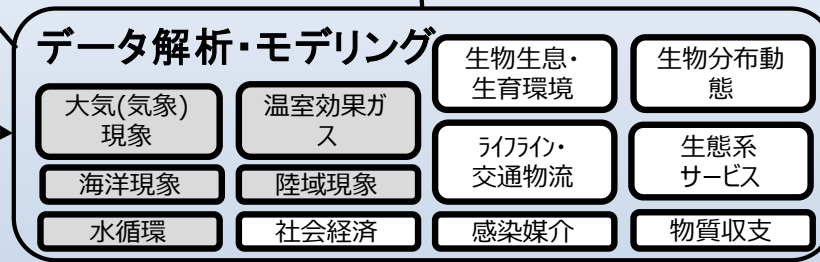 データ解析・モデリング
生物生息・
生育環境
生物分布動
態
大気(気象)
現象
温室効果ガ
ス
ライフライン・
交通物流
生態系
サービス
海洋現象
陸域現象
水循環
社会経済
感染媒介
物質収支